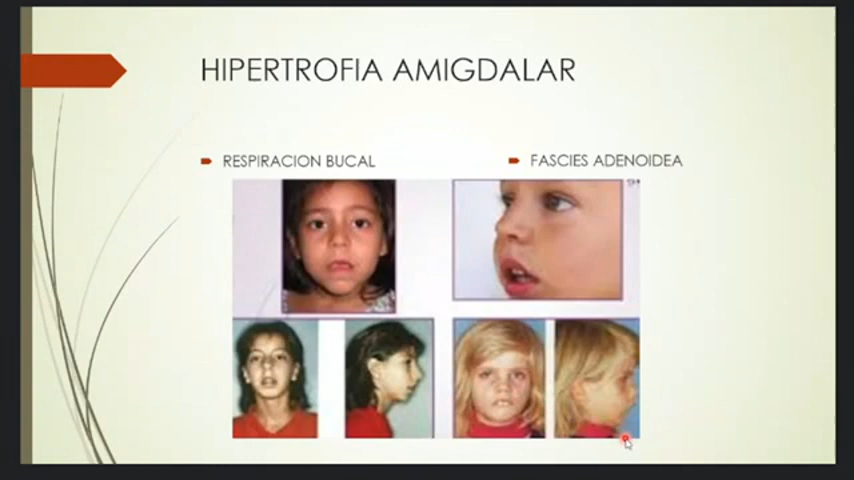 HIPERTROFIA AMIGDALAR
RESPIRACION BUCAL
FASCIES ADENOIDEA